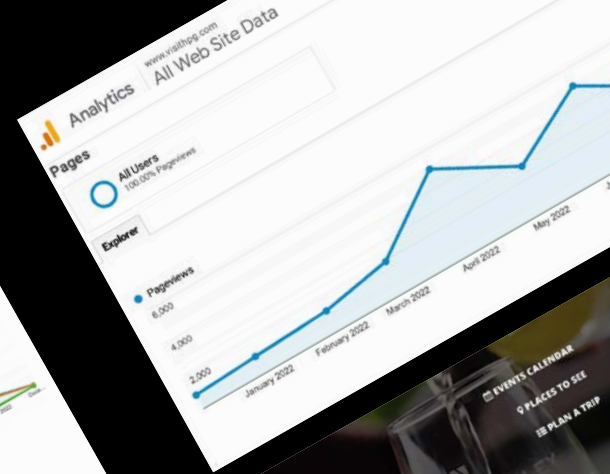 www.visithpg.com
All Web Site Data
Analytics
Pages
All Users
100.00% Pageviews
Explorer
Pageviews
6,000
4,000
2,000
January 2022
February 2022
March 2022
April 2022
May 2022
2022
EVENTS CALENDAR
PLACES TO SEE
PLAN A TRIP